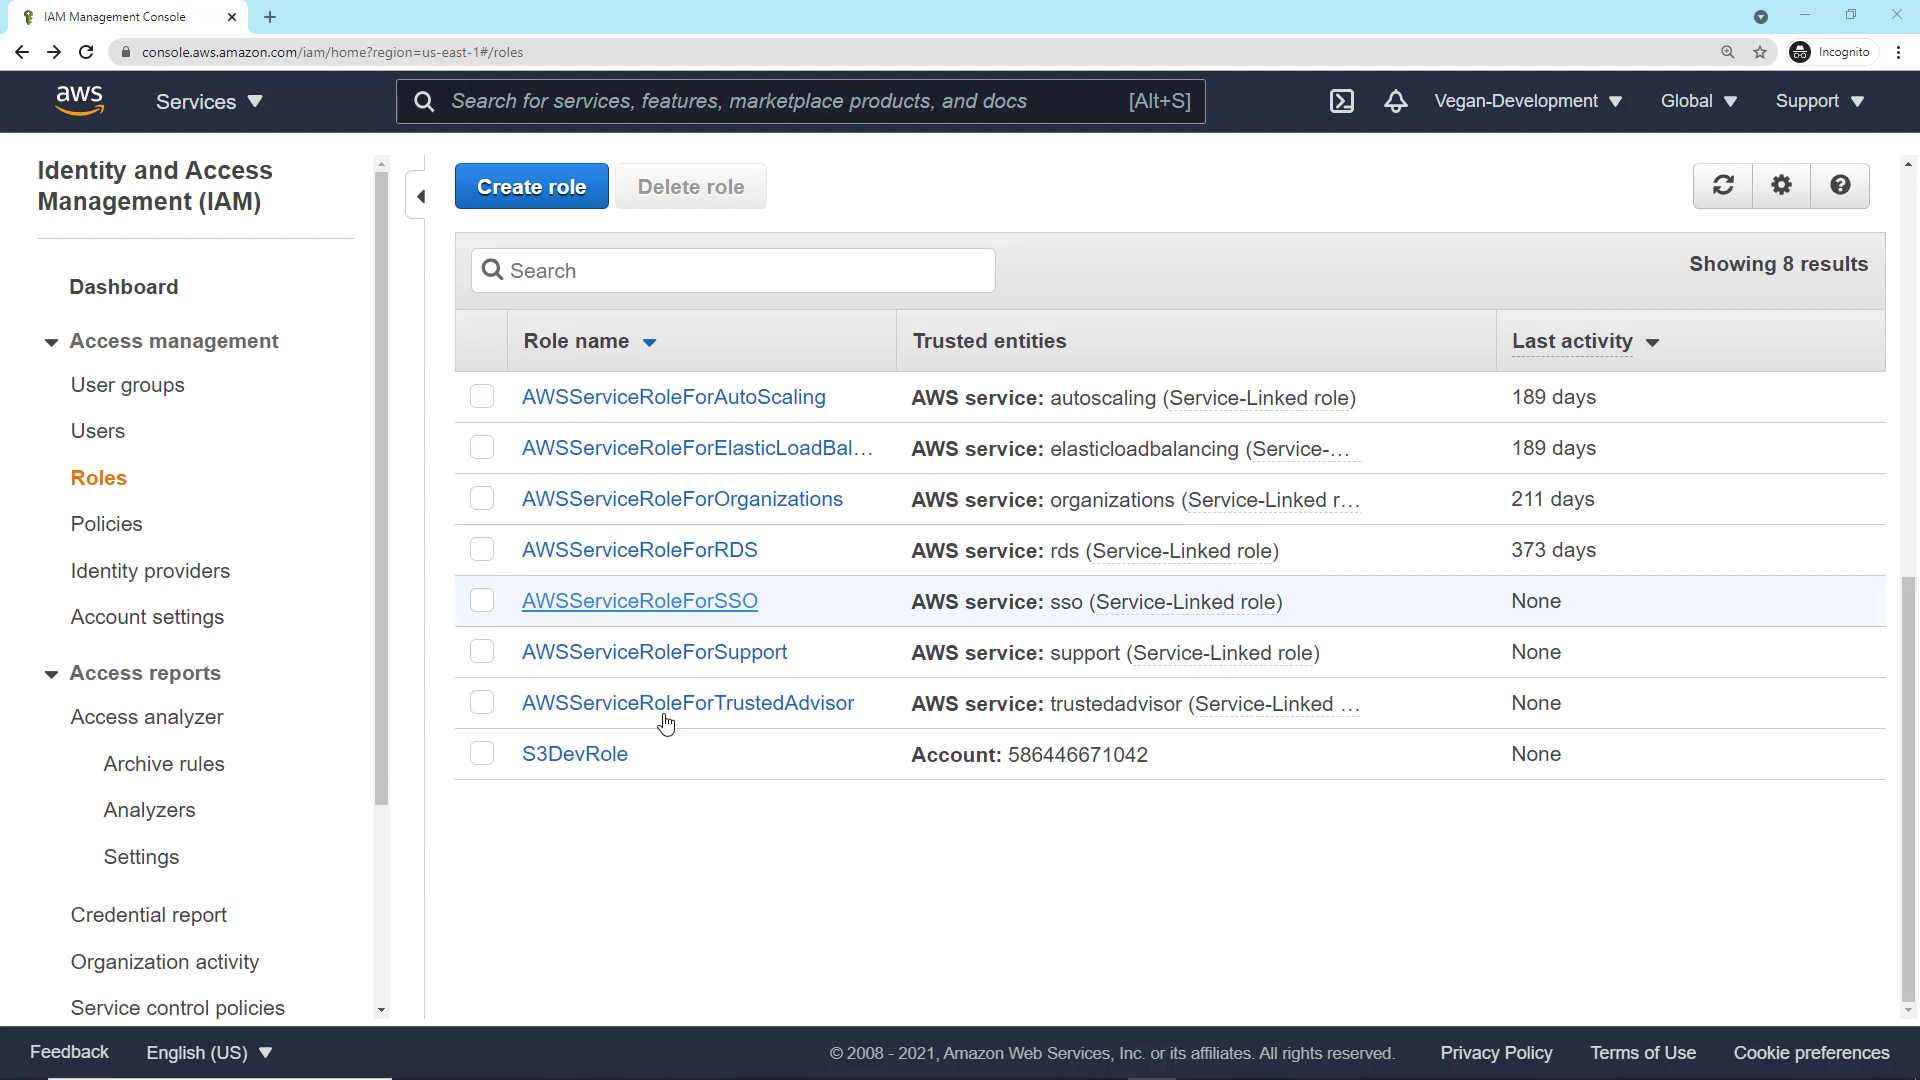 IAM Management Console
console.aws.amazon.com/iam/home?region=us-east-1#/roles
Incognito
aws
Services
Search for services, features, marketplace products, and docs [Alt+S]
Vegan-Development
Global
Support
Identity and Access
Management (IAM)
Dashboard
Access management
User groups
Users
Roles
Policies
Identity providers
Account settings
Access reports
Access analyzer
Archive rules
Analyzers
Settings
Credential report
Organization activity
Service control policies
Create role
Delete role
Search
Showing 8 results
Role name Trusted entities Last activity
AWSServiceRoleForAutoScaling AWS service: autoscaling (Service-Linked role) 189 days
AWSServiceRoleForElasticLoadBal... AWS service: elasticloadbalancing (Service-... 189 days
AWSServiceRoleForOrganizations AWS service: organizations (Service-Linked r... 211 days
AWSServiceRoleForRDS AWS service: rds (Service-Linked role) 373 days
AWSServiceRoleForSSO AWS service: sso (Service-Linked role) None
AWSServiceRoleForSupport AWS service: support (Service-Linked role) None
AWSServiceRoleForTrustedAdvisor AWS service: trustedadvisor (Service-Linked ... None
S3DevRole Account: 586446671042 None
Feedback
English (US)
© 2008 - 2021, Amazon Web Services, Inc. or its affiliates. All rights reserved.
Privacy Policy
Terms of Use
Cookie preferences